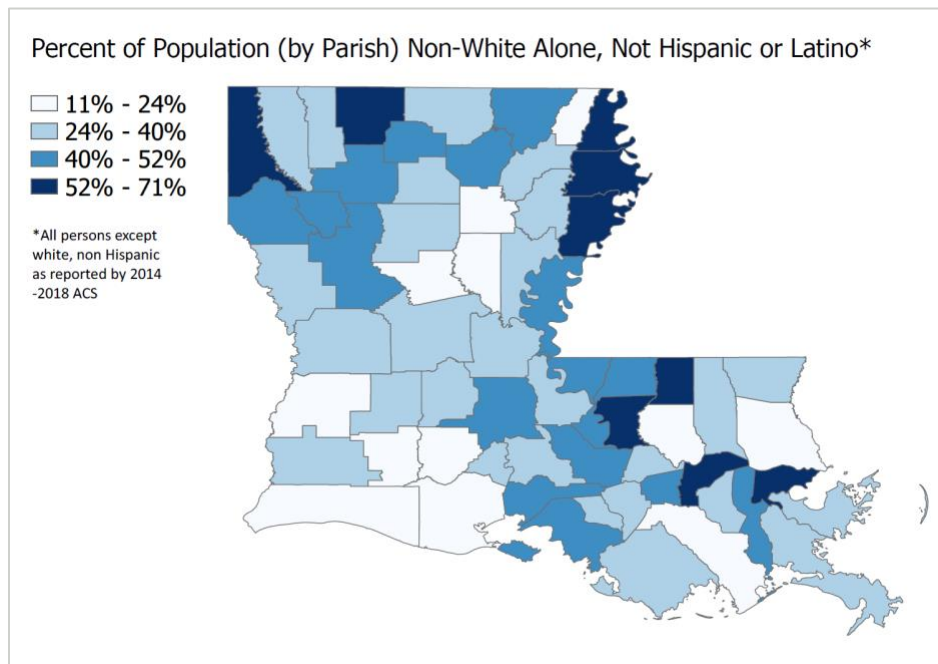 Percent of Population (by Parish) Non-White Alone, Not Hispanic or Latino*
11% - 24%
24% - 40%
40% - 52%
52% - 71%
*All persons except
white, non Hispanic
as reported by 2014
-2018 ACS